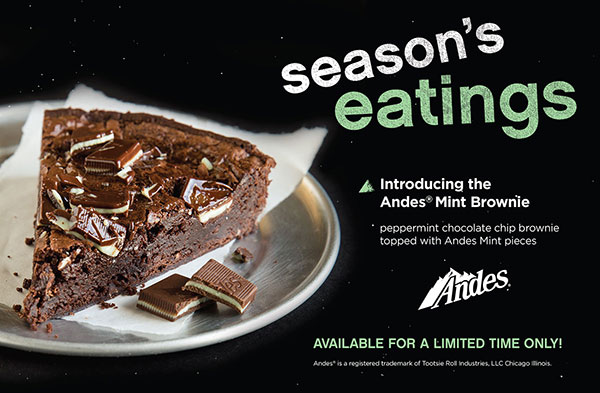 season's
eatings
Introducing the
Andes® Mint Brownie
peppermint chocolate chip brownie
topped with Andes Mint pieces
Andes®
AVAILABLE FOR A LIMITED TIME ONLY!
Andes® is a registered trademark of Tootsie Roll Industries, LLC Chicago Illinois.